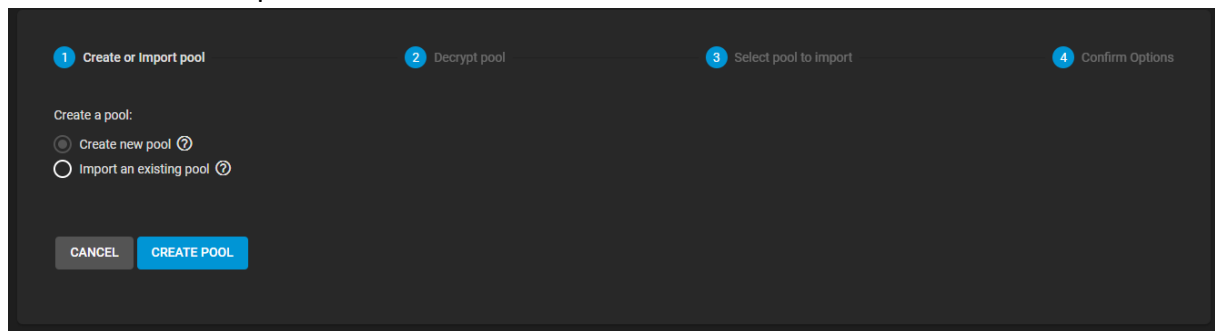 1 Create or Import pool 2 Decrypt pool 3 Select pool to import 4 Confirm Options
Create a pool:
Create new pool ?
Import an existing pool ?
CANCEL CREATE POOL